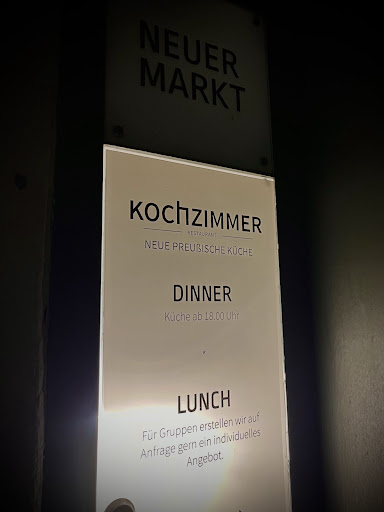 NEUER
MARKT
KOCHZIMMER
RESTAURANT
NEUE PREUßISCHE KÜCHE
DINNER
Küche ab 18.00 Uhr
LUNCH
Für Gruppen erstellen wir auf
Anfrage gern ein individuelles
Angebot.